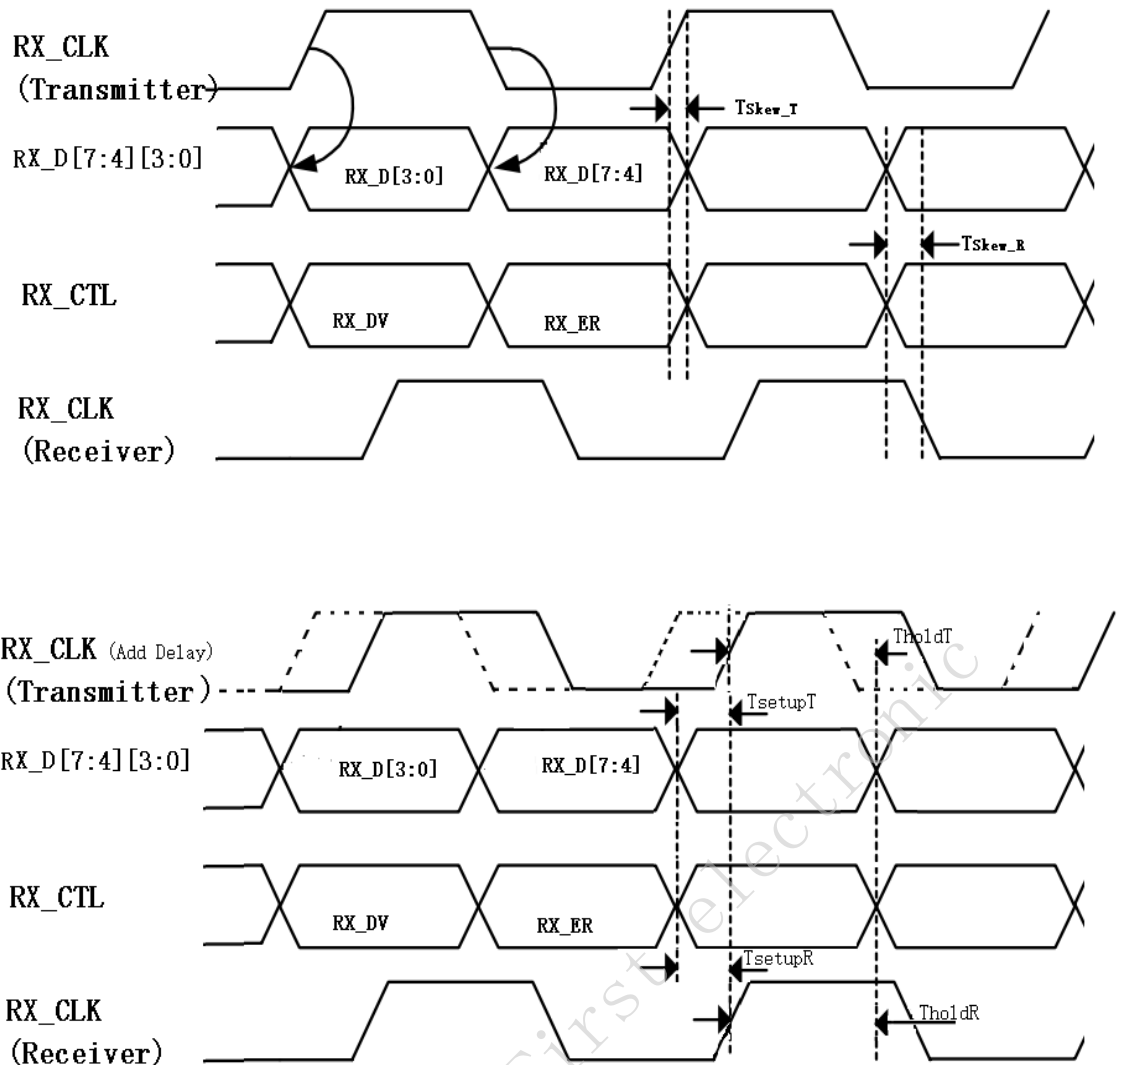 RX_CLK
(Transmitter)
Tskew_T
RX_D[7:4][3:0]
RX_D[3:0]
RX_D[7:4]
Tskew_R
RX_CTL
RX_DV
RX_ER
RX_CLK
(Receiver)
RX_CLK (Add Delay)
(Transmitter)
TholdT
TsetupT
RX_D[7:4][3:0]
RX_D[3:0]
RX_D[7:4]
RX_CTL
RX_DV
RX_ER
TsetupR
RX_CLK
(Receiver)
TholdR
electronic